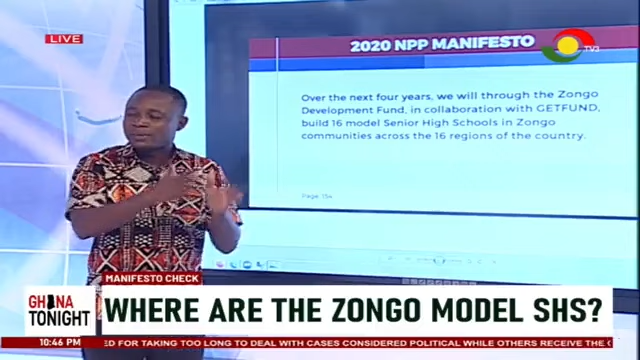 LIVE
2020 NPP MANIFESTO
TV3
Over the next four years, we will through the Zongo
Development Fund, in collaboration with GETFUND,
build 16 model Senior High Schools in Zongo
communities across the 16 regions of the country.
MANIFESTO CHECK
GHANA
TONIGHT
WHERE ARE THE ZONGO MODEL SHS?
10:46 PM
ED FOR TAKING TOO LONG TO DEAL WITH CASES CONSIDERED POLITICAL WHILE OTHERS RECEIVE THE